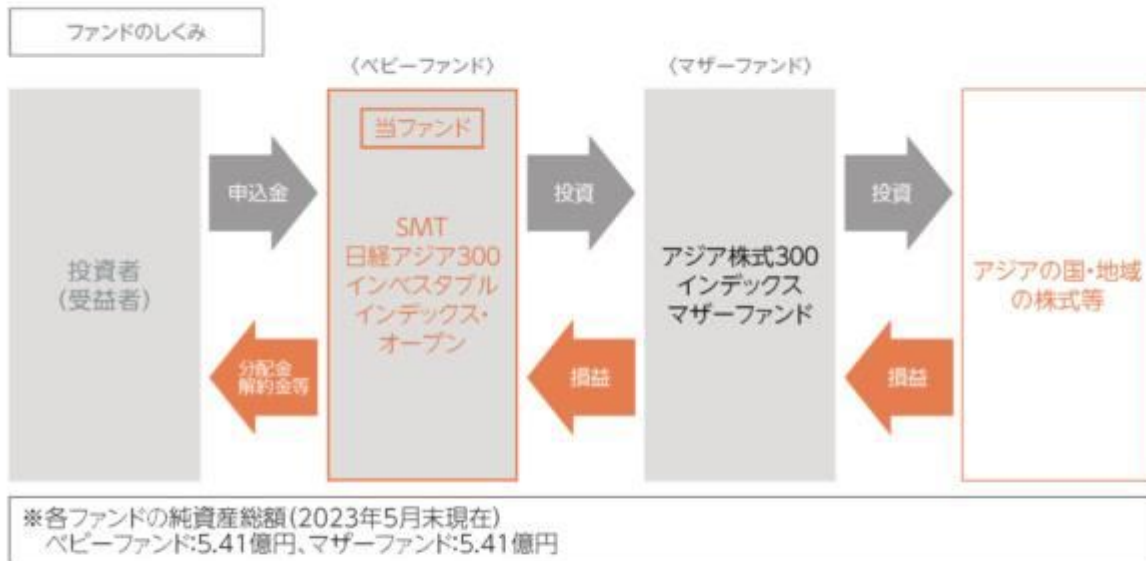 ファンドのしくみ
〈ベビーファンド〉
〈マザーファンド〉
投資者
(受益者)
申込金
分配金
解約金等
当ファンド
SMT
日経アジア300
インベスタブル
インデックス・
オープン
投資
損益
アジア株式300
インデックス
マザーファンド
投資
損益
アジアの国・地域
の株式等
※各ファンドの純資産総額(2023年5月末現在)
ベビーファンド:5.41億円、マザーファンド:5.41億円